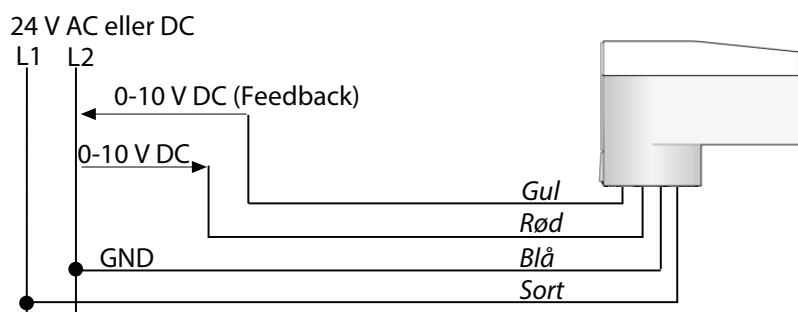 24 V AC eller DC
L1 L2
0-10 V DC (Feedback)
0-10 V DC
Gul
Rød
GND Blå
Sort